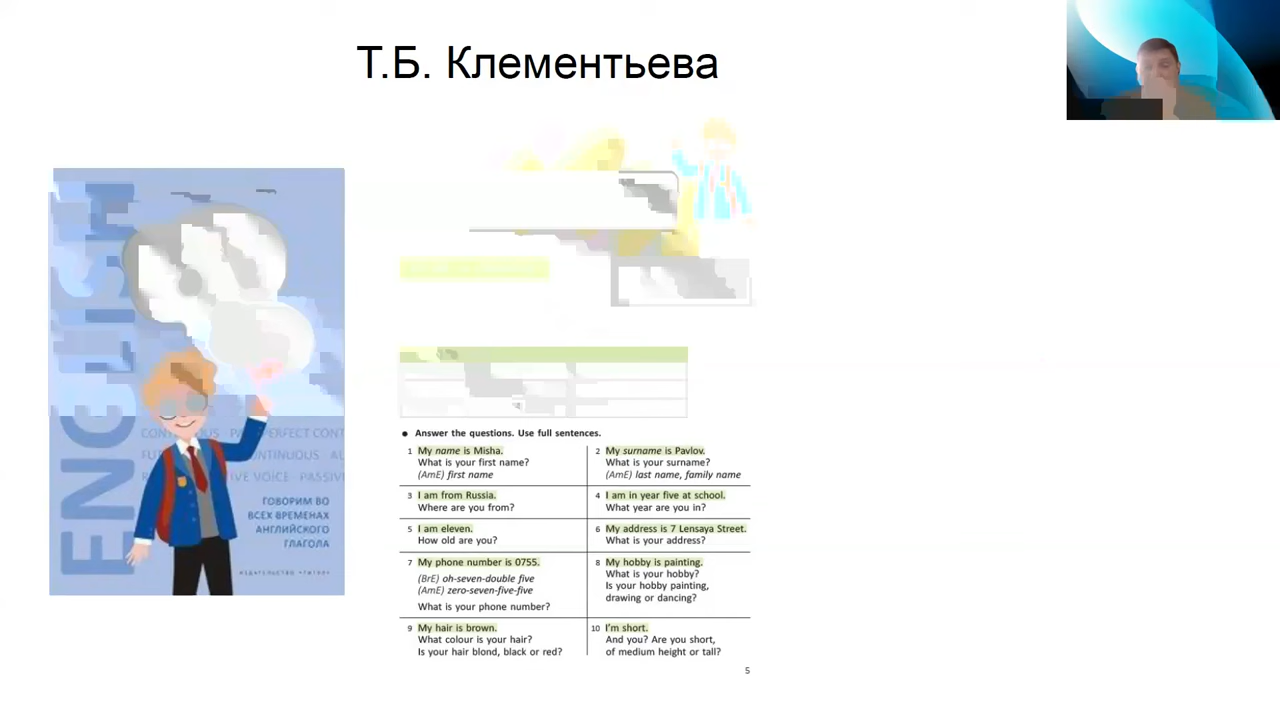 Т.Б. Клементьева
ENGLISH
ГОВОРИМ ВО
ВСЕХ ВРЕМЕНАХ
АНГЛИЙСКОГО
ГЛАГОЛА
ИЗДАТЕЛЬСТВО «ТИТУЛ»
● Answer the questions. Use full sentences.
1 My name is Misha.
What is your first name?
(AmE) first name
2 My surname is Pavlov.
What is your surname?
(AmE) last name, family name
3 I am from Russia.
Where are you from?
4 I am in year five at school.
What year are you in?
5 I am eleven.
How old are you?
6 My address is 7 Lensaya Street.
What is your address?
7 My phone number is 0755.
(BrE) oh-seven-double five
(AmE) zero-seven-five-five
What is your phone number?
8 My hobby is painting.
What is your hobby?
Is your hobby painting,
drawing or dancing?
9 My hair is brown.
What colour is your hair?
Is your hair blond, black or red?
10 I'm short.
And you? Are you short,
of medium height or tall?
5